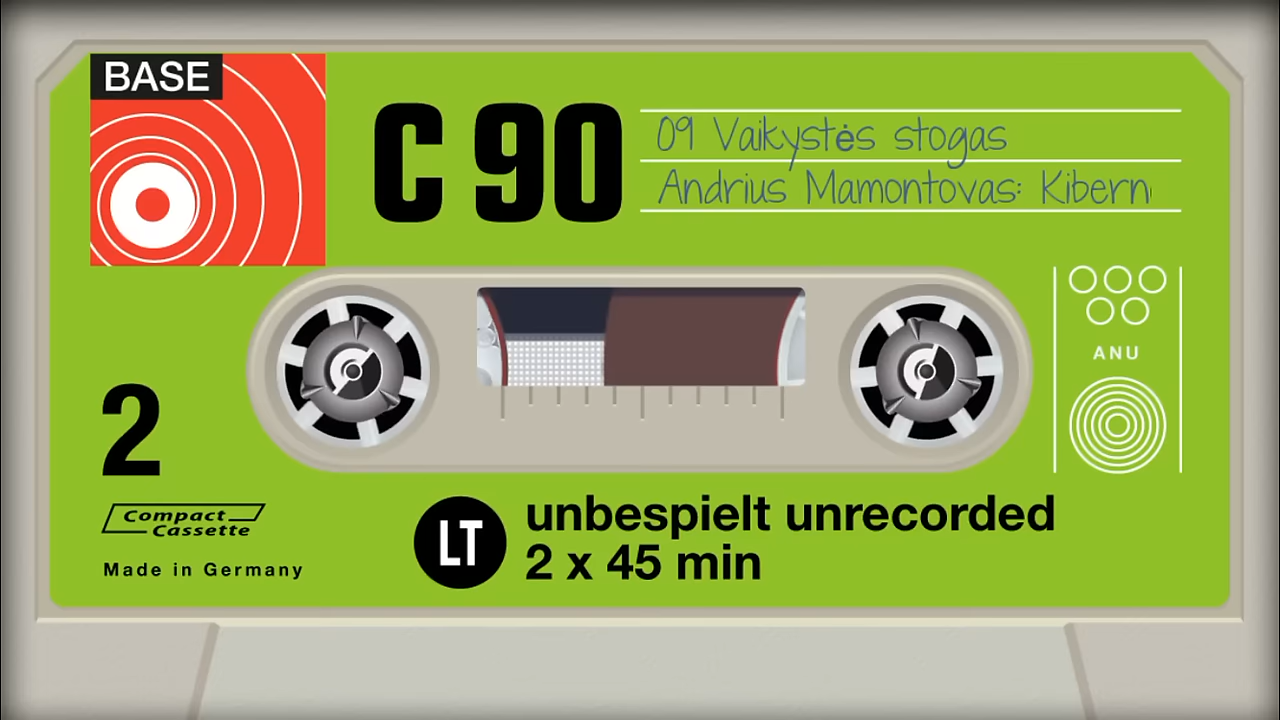 BASE
C 90
09 Vaikystės stogas
Andrius Mamontovas: Kibern
ANU
2
Compact
Cassette
Made in Germany
LT
unbespielt unrecorded
2 x 45 min